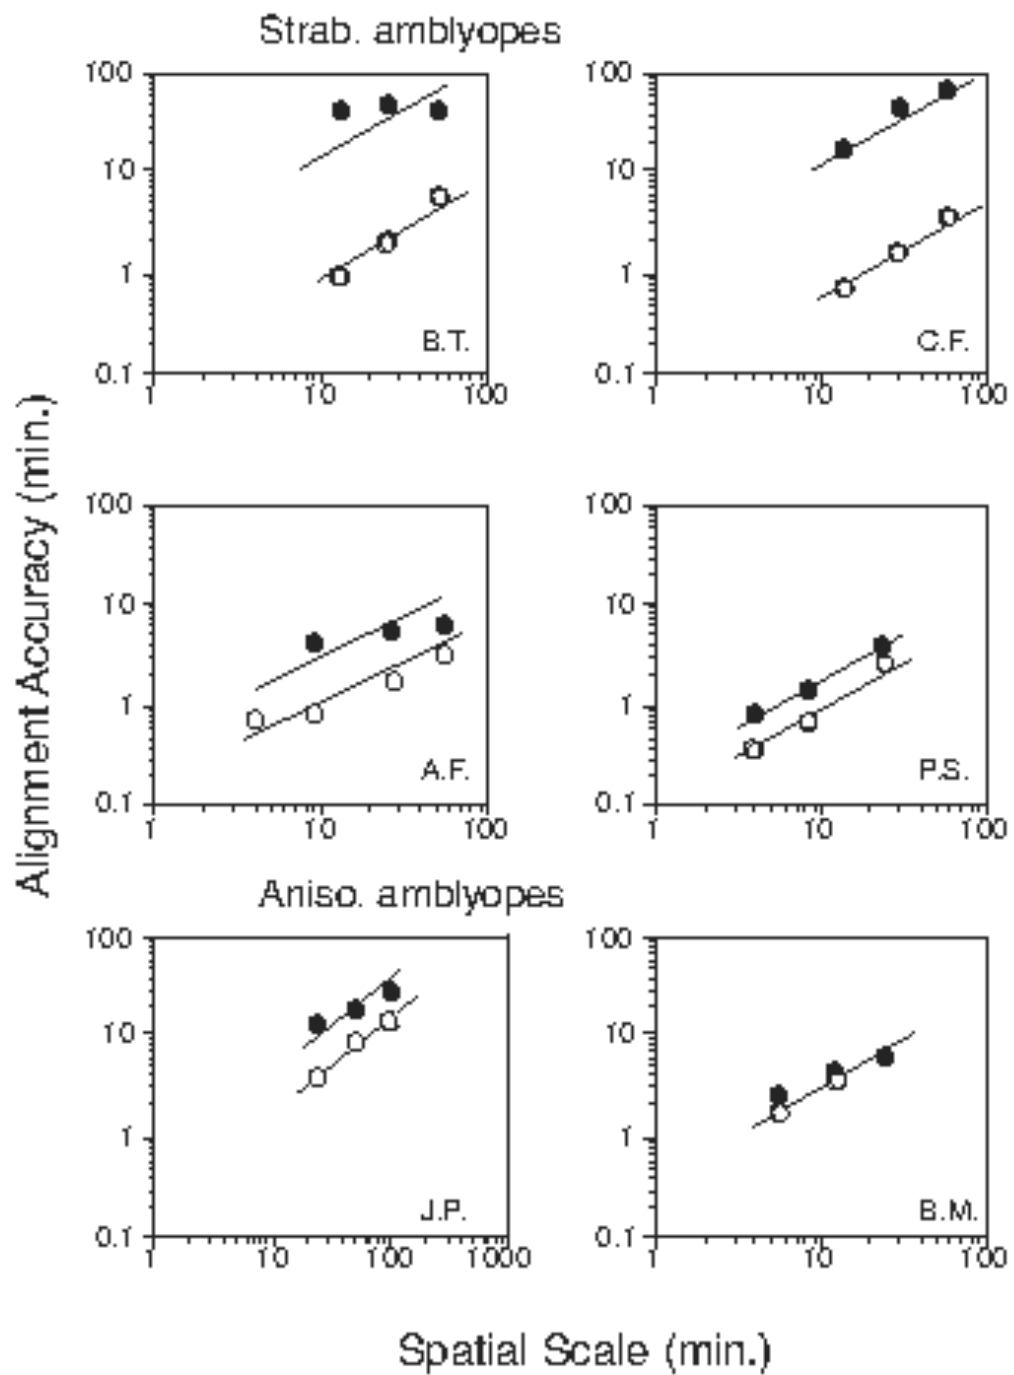 Strab. amblyopes
100 100
10 10
1 1
B.T. C.F.
0.1 0.1
1 10 100 1 10 100
Alignment Accuracy (min.)
100 100
10 10
1 1
A.F. P.S.
0.1 0.1
1 10 100 1 10 100
Aniso. amblyopes
100 100
10 10
1 1
J.P. B.M.
0.1 0.1
1 10 100 1000 1 10 100
Spatial Scale (min.)